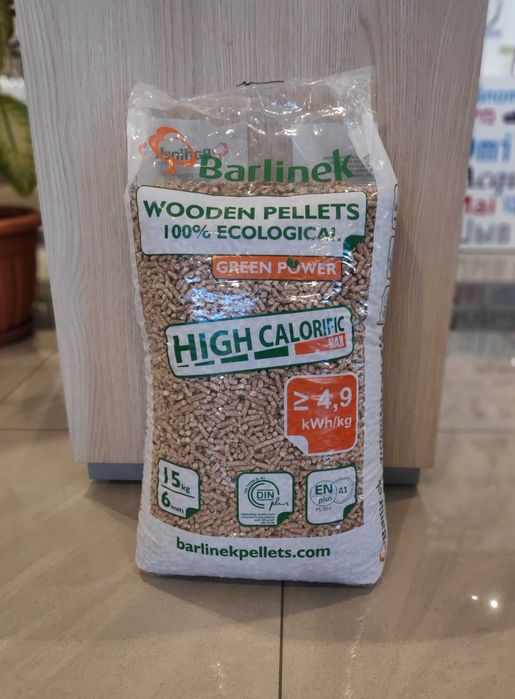 Barlinek
WOODEN PELLETS
100% ECOLOGICAL
GREEN POWER
HIGH CALORIFIC
MAX
≥ 4,9
kWh/kg
15kg
6mm
DIN
plus
EN
plus
A1
barlinekpellets.com